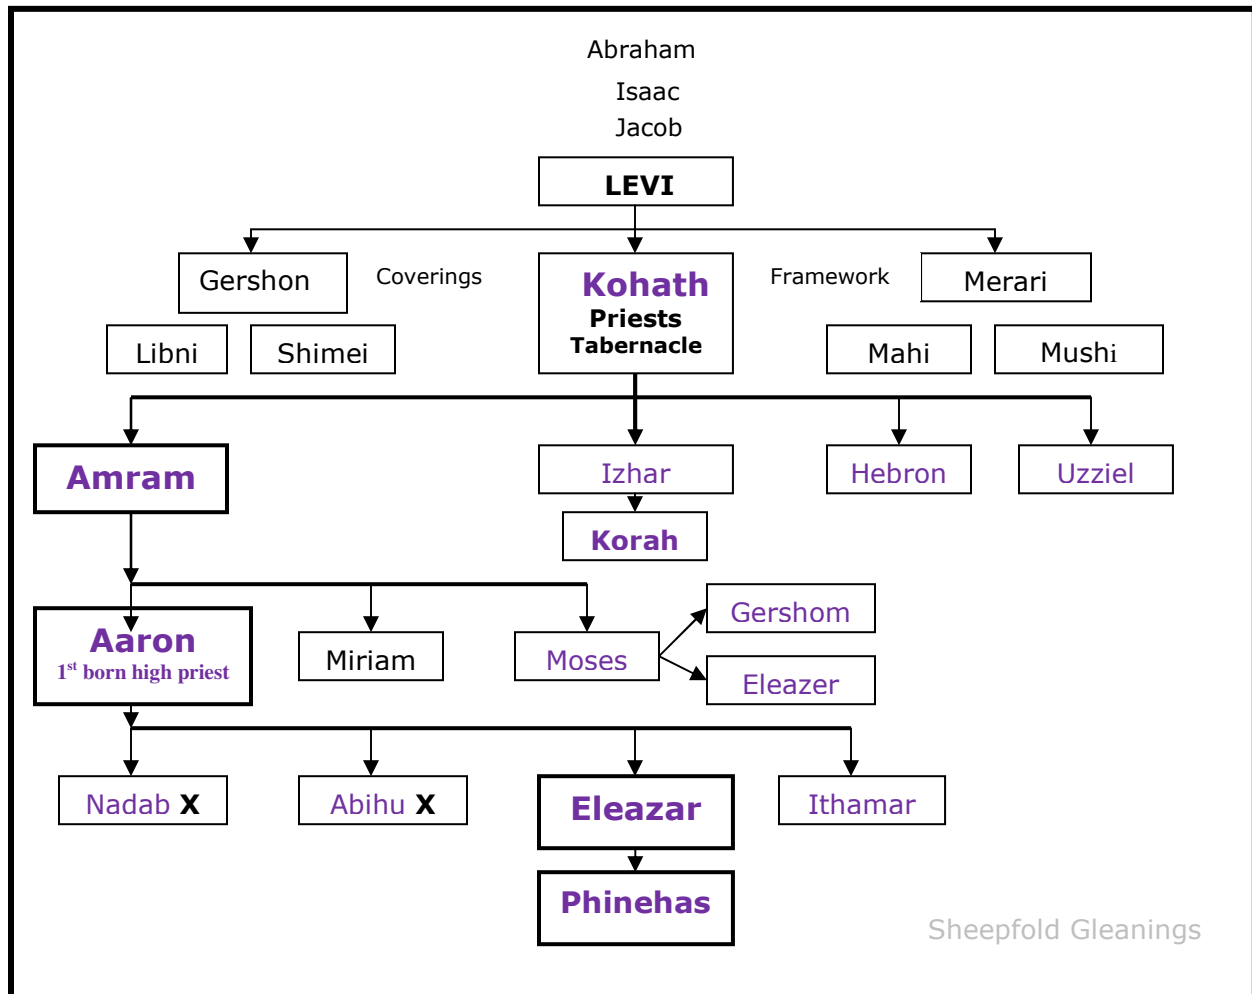 Abraham
Isaac
Jacob
LEVI
Gershon
Coverings
Kohath
Priests
Tabernacle
Framework
Merari
Libni
Shimei
Mahi
Mushi
Amram
Izhar
Hebron
Uzziel
Korah
Aaron
1st born high priest
Miriam
Moses
Gershom
Eleazer
Nadab X
Abihu X
Eleazar
Ithamar
Phinehas
Sheepfold Gleanings